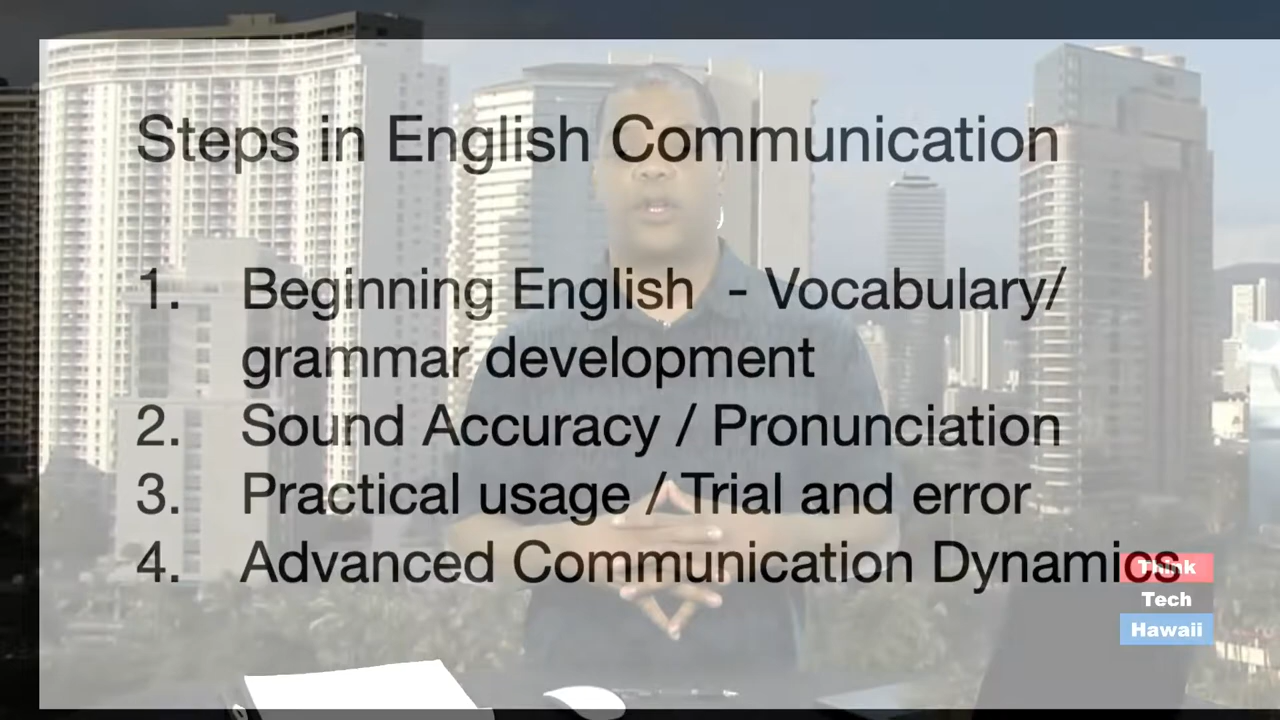 Steps in English Communication
1. Beginning English - Vocabulary/
grammar development
2. Sound Accuracy / Pronunciation
3. Practical usage / Trial and error
4. Advanced Communication Dynamics
Think
Tech
Hawaii